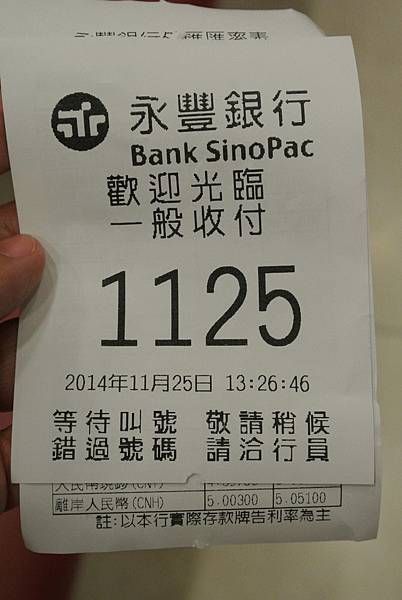 永豐銀行
Bank SinoPac
歡迎光臨
一般收付
1125
2014年11月25日 13:26:46
等待叫號 敬請稍候
錯過號碼 請洽行員
離岸人民幣(CNH) 5.00300 5.05100
註:以本行實際存款牌告利率為主